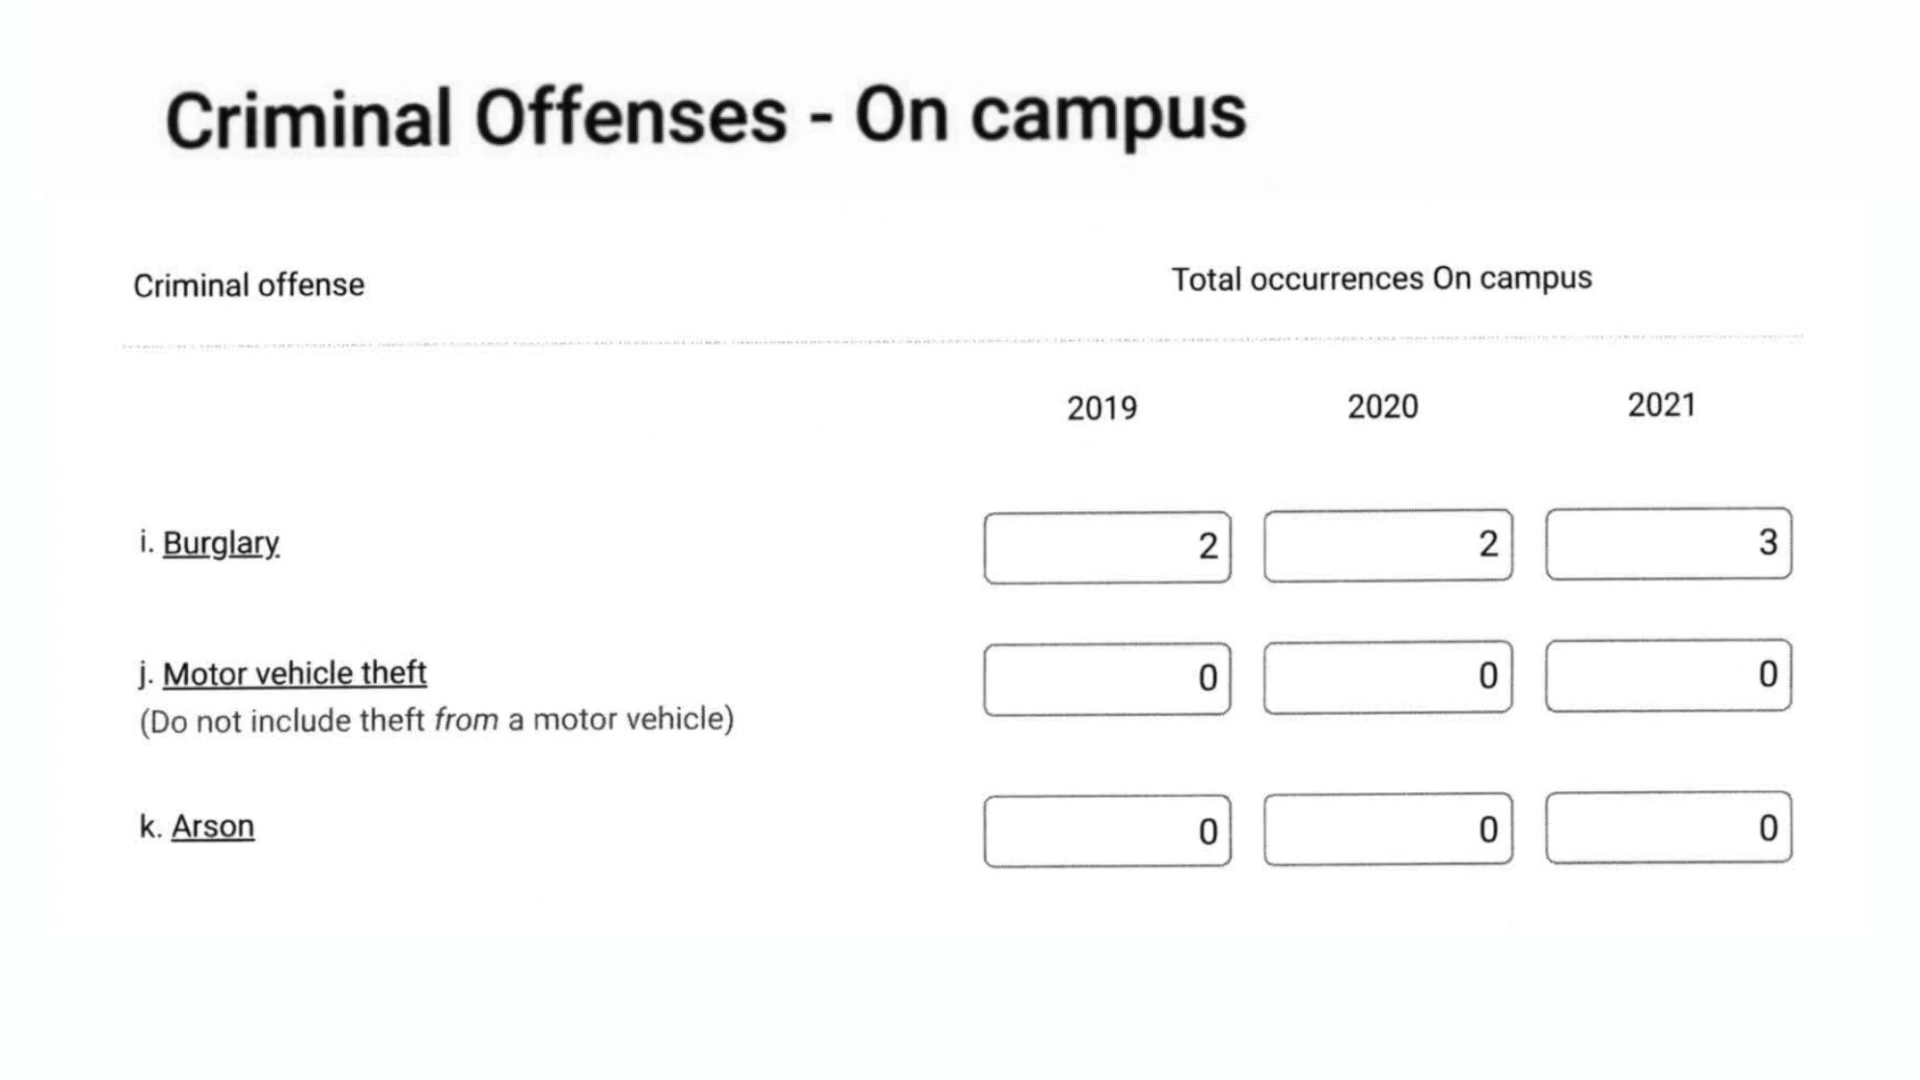 Criminal Offenses - On campus
Criminal offense Total occurrences On campus
2019 2020 2021
i. Burglary 2 2 3
j. Motor vehicle theft 0 0 0
(Do not include theft from a motor vehicle)
k. Arson 0 0 0